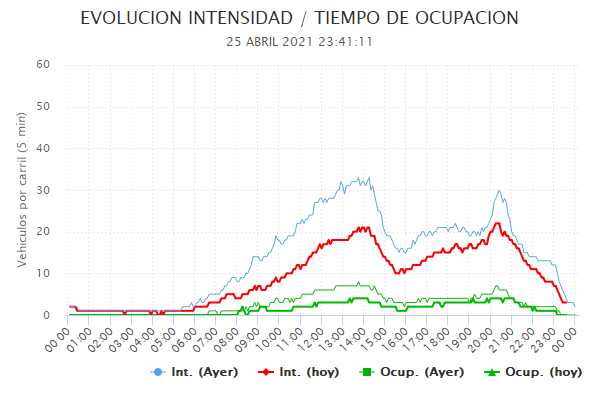 EVOLUCION INTENSIDAD / TIEMPO DE OCUPACION
25 ABRIL 2021 23:41:11
Vehiculos por carril (5 min)
60
50
40
30
20
10
0
00:00 01:00 02:00 03:00 04:00 05:00 06:00 07:00 08:00 09:00 10:00 11:00 12:00 13:00 14:00 15:00 16:00 17:00 18:00 19:00 20:00 21:00 22:00 23:00 00:00
Int. (Ayer) Int. (hoy) Ocup. (Ayer) Ocup. (hoy)